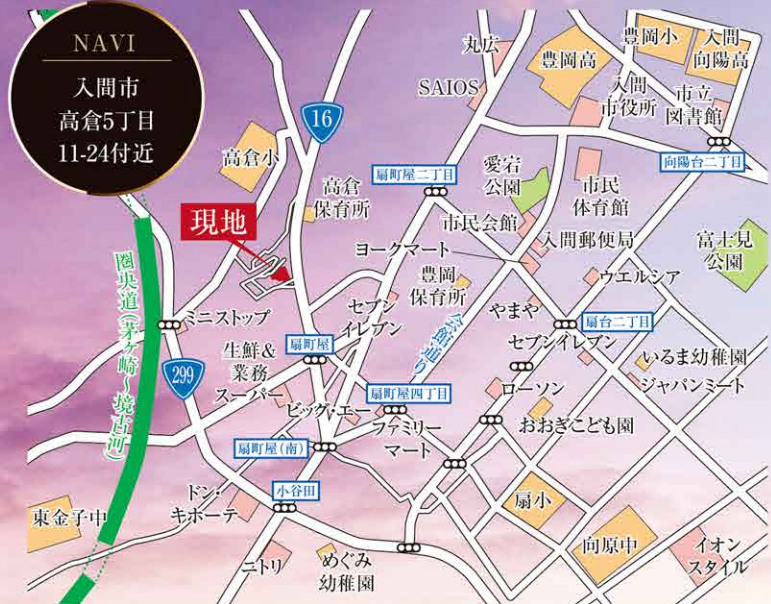 NAVI
入間市
高倉5丁目
11-24付近
丸広
豊岡高
豊岡小
入間
向陽高
SAIOS
入間
市役所
市立
図書館
16
高倉小
高倉
保育所
扇町屋二丁目
愛宕
公園
市民
体育館
向陽台二丁目
現地
市民会館
ヨークマート
入間郵便局
富士見
公園
圏央道(茅ヶ崎～境古河)
ミニストップ
セブン
イレブン
豊岡
保育所
会館通り
やまや
ウエルシア
扇台二丁目
セブンイレブン
299
生鮮&
業務
スーパー
扇町屋
いるま幼稚園
ジャパンミート
ビッグ・エー
扇町屋四丁目
ローソン
ファミリー
マート
おおぎこども園
扇町屋(南)
ドン・
キホーテ
小谷田
東金子中
扇小
向原中
イオン
スタイル
ニトリ
めぐみ
幼稚園